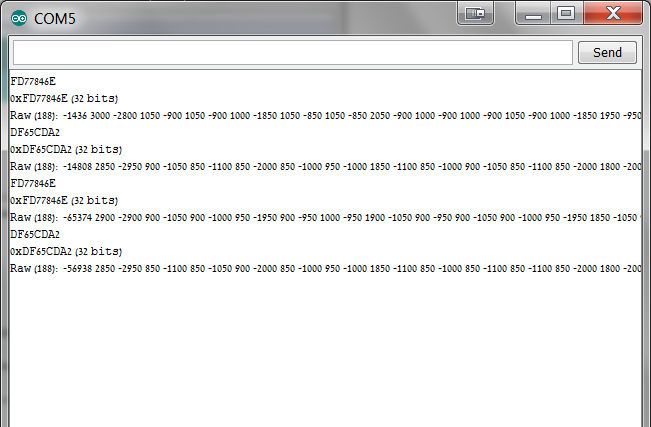 COM5
Send
FD77846E
0xFD77846E (32 bits)
Raw (188): -1436 3000 -2800 1050 -900 1050 -900 1000 -1850 1050 -850 1050 -850 2050 -900 1000 -900 1000 -1000 950 -1050 950 -900 1000 -1850 1950 -950
DF65CDA2
0xDF65CDA2 (32 bits)
Raw (188): -14808 2850 -2950 900 -1050 850 -1100 850 -2000 850 -1050 950 -1000 1850 -1100 850 -1000 900 -1050 850 -1100 850 -2000 1800 -200
FD77846E
0xFD77846E (32 bits)
Raw (188): -65374 2900 -2900 900 -1050 900 -1000 950 -1950 900 -950 950 -1000 950 -1900 1050 -950 900 -1050 900 -1000 950 -1950 1850 -1050
DF65CDA2
0xDF65CDA2 (32 bits)
Raw (188): -56938 2850 -2950 850 -1100 850 -1050 900 -2000 850 -1000 950 -1000 1850 -1100 850 -1000 850 -1100 850 -1100 850 -2000 1800 -200